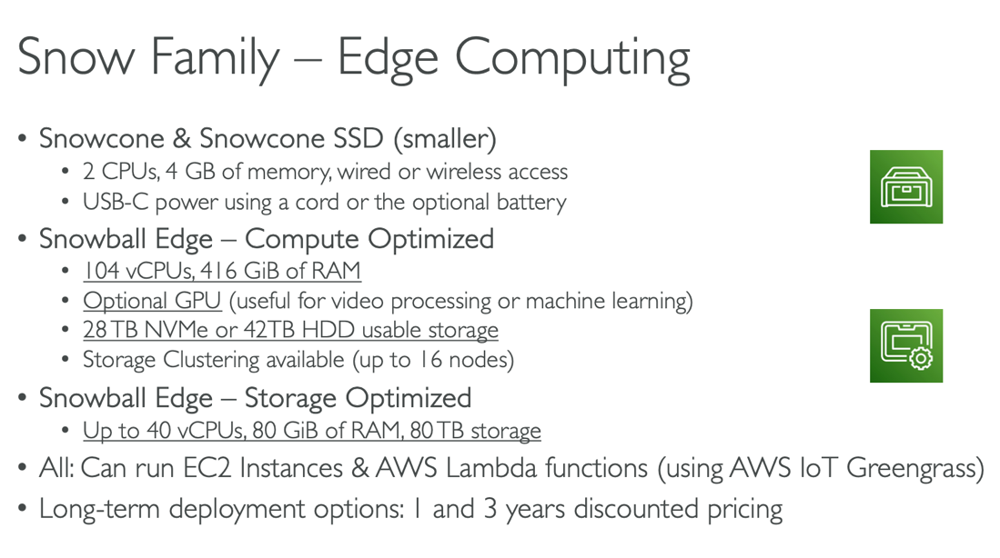 Snow Family – Edge Computing
• Snowcone & Snowcone SSD (smaller)
• 2 CPUs, 4 GB of memory, wired or wireless access
• USB-C power using a cord or the optional battery
• Snowball Edge – Compute Optimized
• 104 vCPUs, 416 GiB of RAM
• Optional GPU (useful for video processing or machine learning)
• 28 TB NVMe or 42TB HDD usable storage
• Storage Clustering available (up to 16 nodes)
• Snowball Edge – Storage Optimized
• Up to 40 vCPUs, 80 GiB of RAM, 80 TB storage
• All: Can run EC2 Instances & AWS Lambda functions (using AWS IoT Greengrass)
• Long-term deployment options: 1 and 3 years discounted pricing